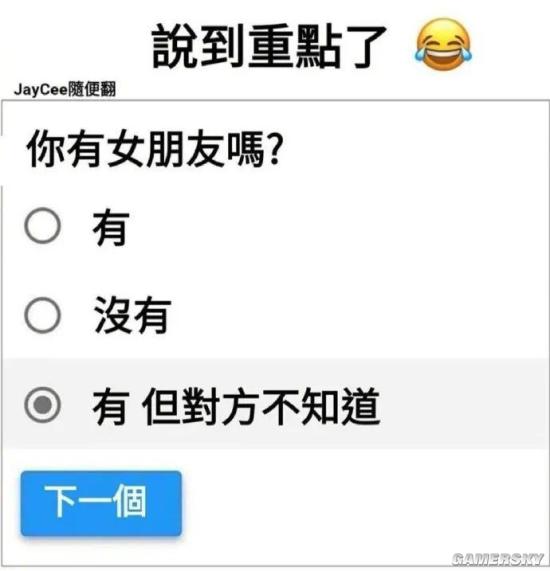 說到重點了 😂
JayCee隨便翻
你有女朋友嗎?
有
沒有
有 但對方不知道
下一個
GAMERSKY